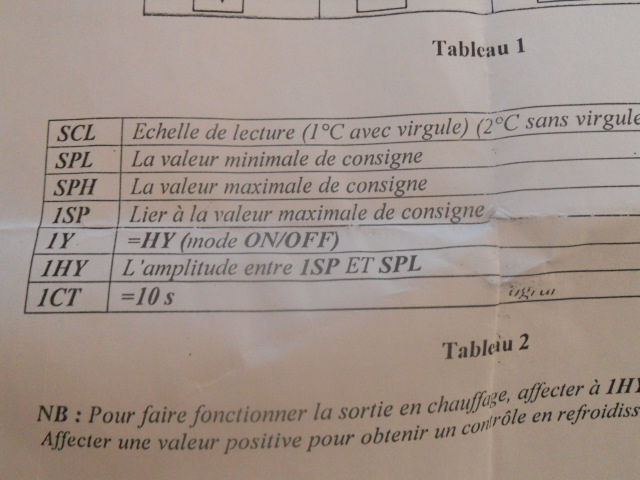 Tableau 1
SCL Echelle de lecture (1°C avec virgule) (2°C sans virgule
SPL La valeur minimale de consigne
SPH La valeur maximale de consigne
1SP Lier à la valeur maximale de consigne
1Y =HY (mode ON/OFF)
1HY L'amplitude entre 1SP ET SPL
1CT =10 s
Tableau 2
NB : Pour faire fonctionner la sortie en chauffage, affecter à 1HY
Affecter une valeur positive pour obtenir un contrôle en refroidiss